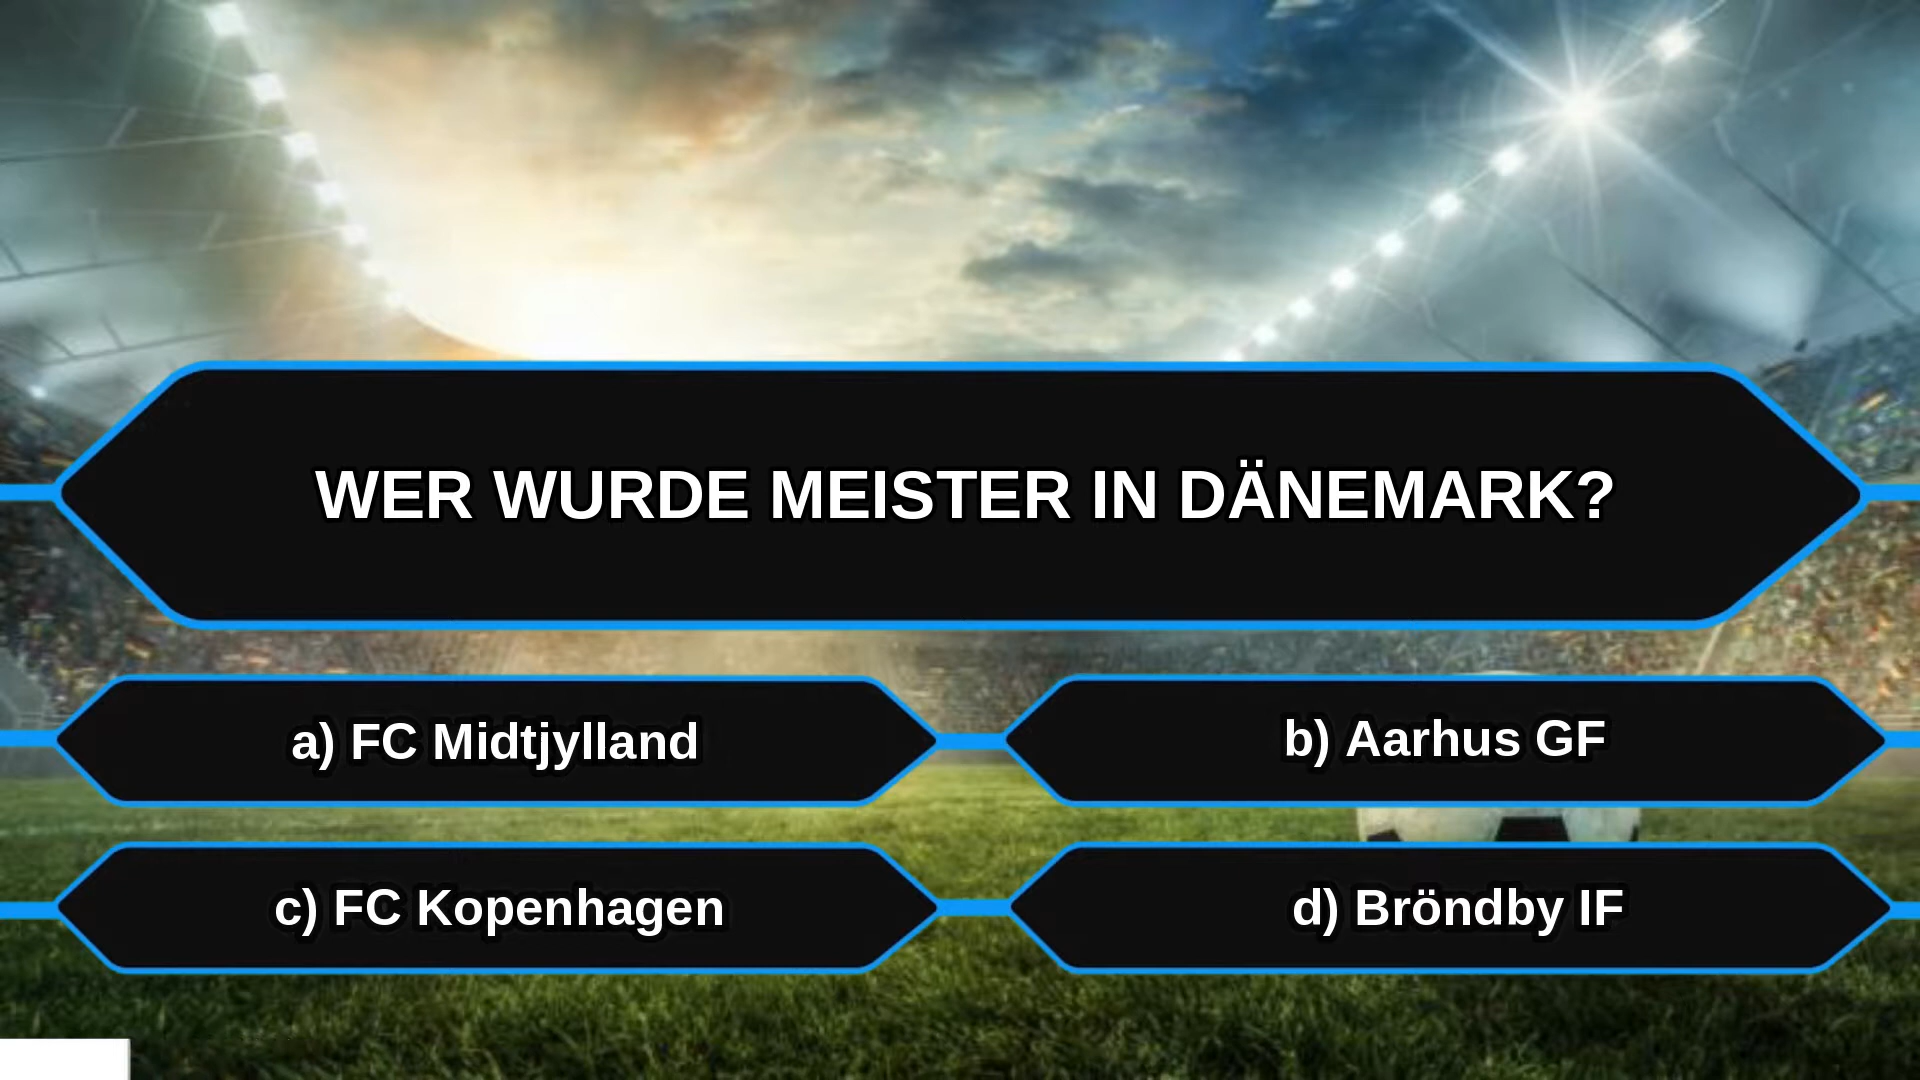 WER WURDE MEISTER IN DÄNEMARK?
a) FC Midtjylland
b) Aarhus GF
c) FC Kopenhagen
d) Bröndby IF